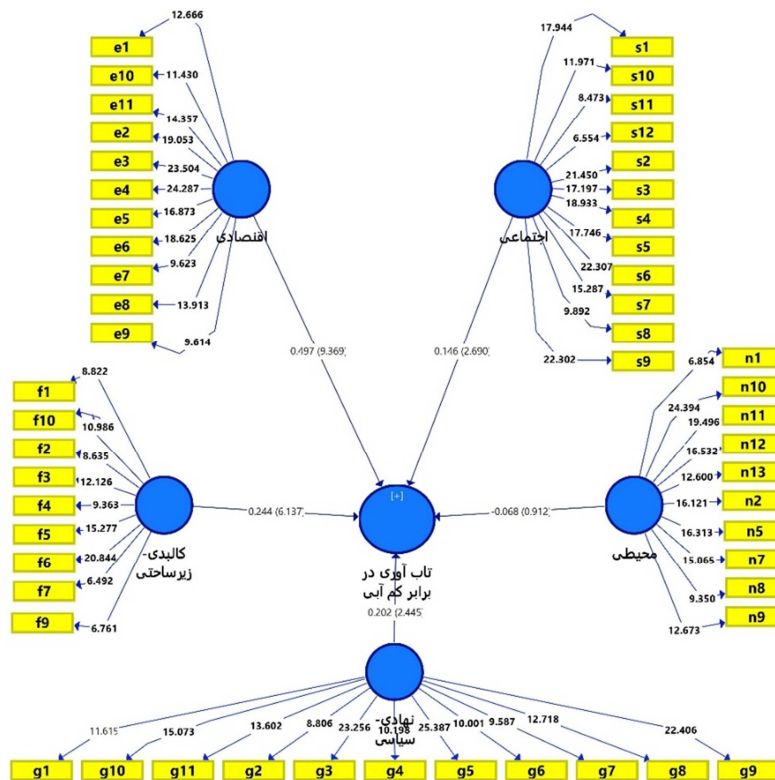 12.666
e1
e10
11.430
e11
14.357
e2
19.053
e3
23.504
e4
24.287
e5
16.873
e6
18.625
e7
9.623
e8
13.913
e9
9.614
اقتصادی
17.944
s1
11.971
s10
8.473
s11
6.554
s12
21.450
s2
17.197
s3
18.933
s4
17.746
s5
22.307
s6
15.287
s7
9.892
s8
22.302
s9
اجتماعی
0.497 (9.369)
0.146 (2.690)
8.822
f1
10.986
f10
8.635
f2
12.126
f3
9.363
f4
15.277
f5
20.844
f6
6.492
f7
6.761
f9
کالبدی-
زیرساختی
0.244 (6.137)
[+]
تاب آوری در
برابر کم آبی
-0.068 (0.912)
6.854
n1
24.394
n10
19.496
n11
16.532
n12
12.600
n13
16.121
n2
16.313
n5
15.065
n7
9.350
n8
12.673
n9
محیطی
0.202 (2.445)
نهادی-
سیاسی
11.615
15.073
13.602
8.806
23.256
10.198
25.387
10.001
9.587
12.718
22.406
g1
g10
g11
g2
g3
g4
g5
g6
g7
g8
g9